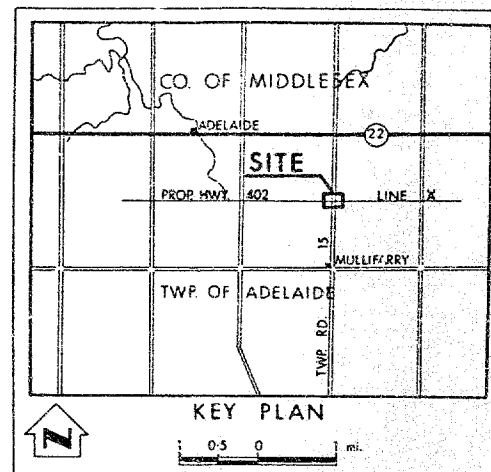 CO. OF MIDDLESEX
ADELAIDE
22
SITE
PROP. HWY. 402 LINE A
15
MULLIFARRY
TWP. OF ADELAIDE
TWP. RD.
KEY PLAN
N
1 0·5 0 1 mi.